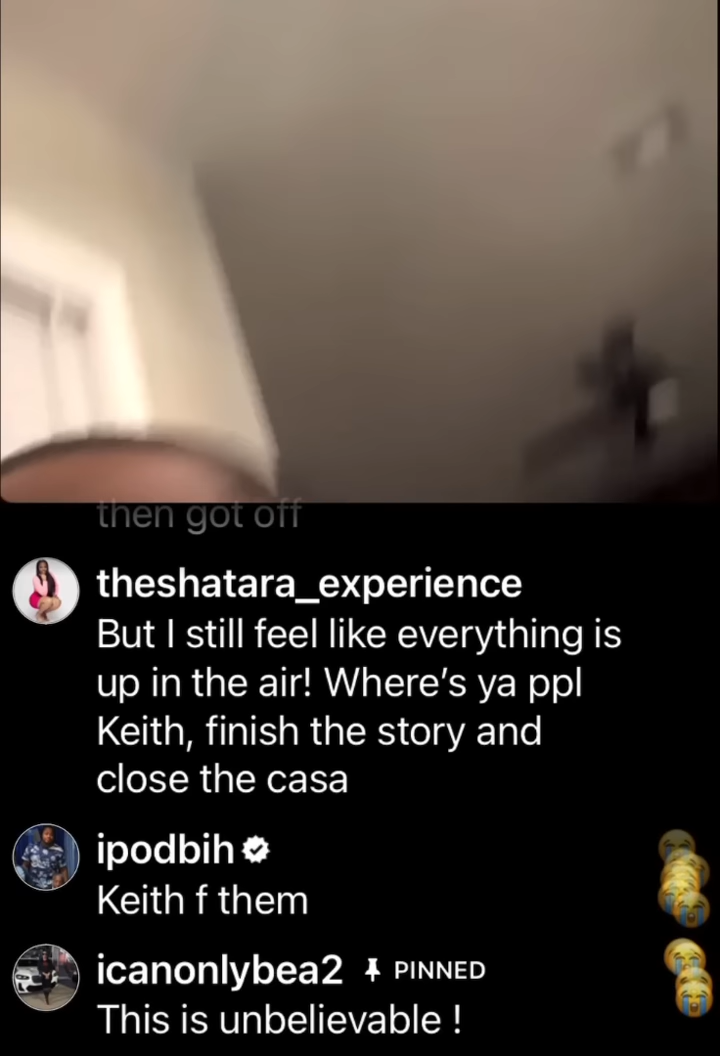 then got off
theshatara_experience
But I still feel like everything is
up in the air! Where's ya ppl
Keith, finish the story and
close the casa
ipodbih
Keith f them
icanonlybea2 PINNED
This is unbelievable !